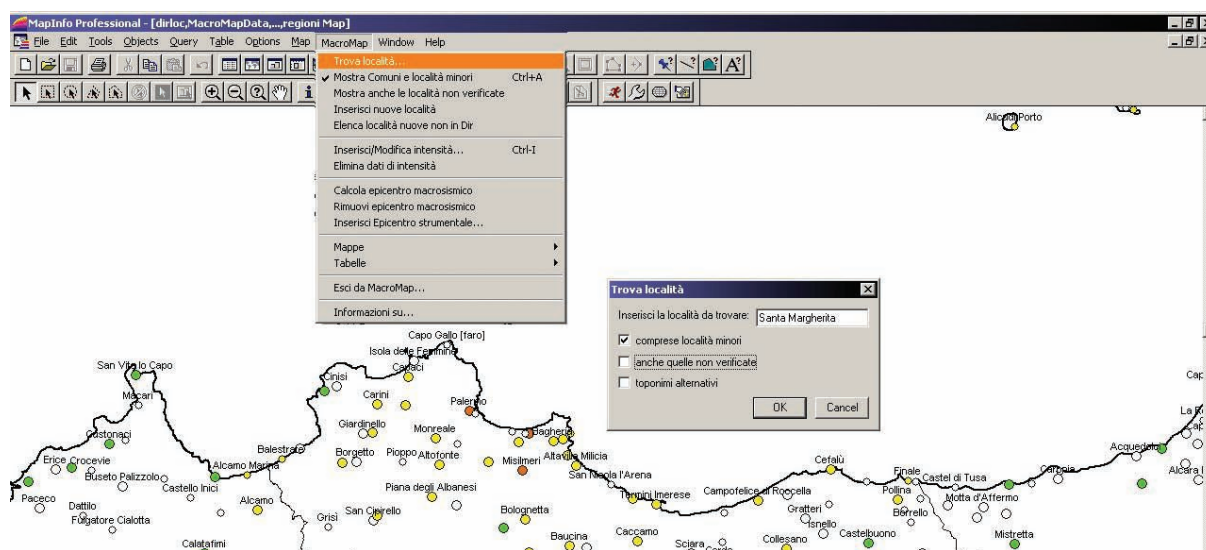 MapInfo Professional - [dirloc,MacroMapData,...,regioni Map]
File Edit Tools Objects Query Table Options Map MacroMap Window Help
Trova località...
Mostra Comuni e località minori Ctrl+A
Mostra anche le località non verificate
Inserisci nuove località
Elenca località nuove non in Dir
Inserisci/Modifica intensità... Ctrl-I
Elimina dati di intensità
Calcola epicentro macrosismico
Rimuovi epicentro macrosismico
Inserisci Epicentro strumentale...
Mappe
Tabelle
Esci da MacroMap...
Informazioni su...
Trova località
Inserisci la località da trovare: Santa Margherita
comprese località minori
anche quelle non verificate
toponimi alternativi
OK Cancel
Alicudi Porto
Capo Gallo [faro]
Isola delle Femmine
San Vito lo Capo
Capaci
Cinisi
Macari
Carini
Palermo
Giardinello
Monreale
Custonaci
Bagheria
Balestrate
Acquedolci
Erice Crocevie
Alcamo Marina
Borgetto Pioppo Altofonte
Misilmeri
Altavilla Milicia
Cefalù
Buseto Palizzolo
San Nicola l'Arena
Finale
Castel di Tusa
Caronia
Alcara
Castello Inici
Piana degli Albanesi
Termini Imerese
Campofelice di Roccella
Pollina
Motta d'Affermo
Paceco
Dattilo
Alcamo
Grisì
San Cipirello
Bolognetta
Gratteri
Borrello
Fulgatore Cialotta
Isnello
Castelbuono
Mistretta
Calatafimi
Baucina
Caccamo
Sciara
Collesano